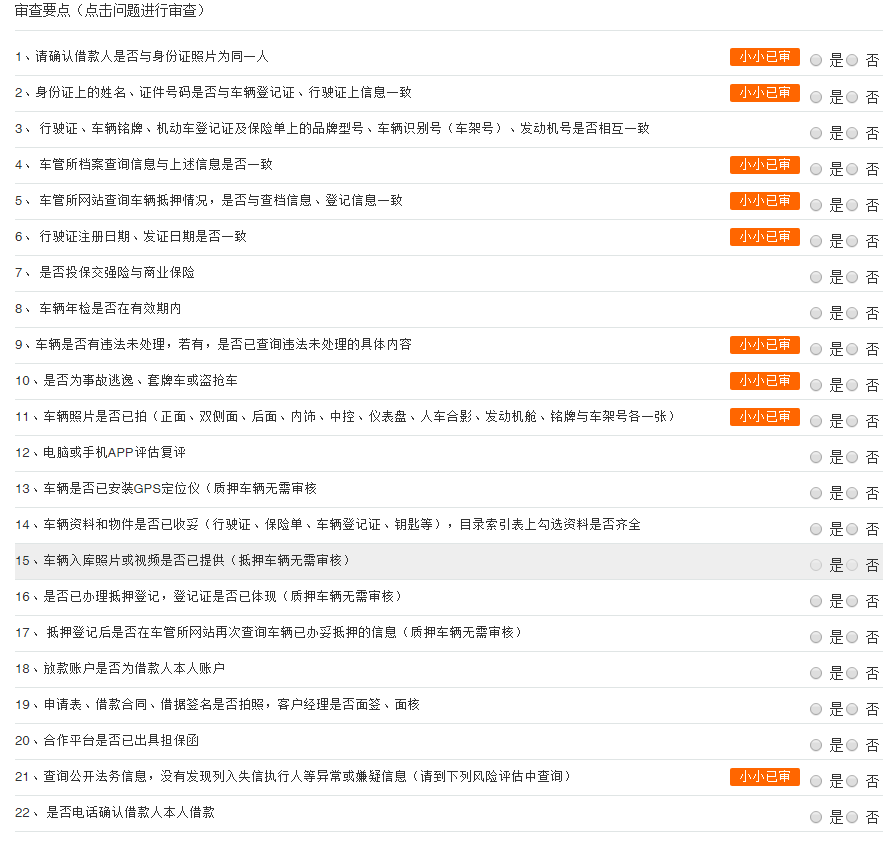 审查要点（点击问题进行审查）
1、请确认借款人是否与身份证照片为同一人 小小已审 是 否
2、身份证上的姓名、证件号码是否与车辆登记证、行驶证上信息一致 小小已审 是 否
3、 行驶证、车辆铭牌、机动车登记证及保险单上的品牌型号、车辆识别号（车架号）、发动机号是否相互一致 是 否
4、 车管所档案查询信息与上述信息是否一致 小小已审 是 否
5、 车管所网站查询车辆抵押情况，是否与查档信息、登记信息一致 小小已审 是 否
6、 行驶证注册日期、发证日期是否一致 小小已审 是 否
7、 是否投保交强险与商业保险 是 否
8、 车辆年检是否在有效期内 是 否
9、车辆是否有违法未处理，若有，是否已查询违法未处理的具体内容 小小已审 是 否
10、是否为事故逃逸、套牌车或盗抢车 小小已审 是 否
11、车辆照片是否已拍（正面、双侧面、后面、内饰、中控、仪表盘、人车合影、发动机舱、铭牌与车架号各一张） 小小已审 是 否
12、电脑或手机APP评估复评 是 否
13、车辆是否已安装GPS定位仪（质押车辆无需审核 是 否
14、车辆资料和物件是否已收妥（行驶证、保险单、车辆登记证、钥匙等），目录索引表上勾选资料是否齐全 是 否
15、车辆入库照片或视频是否已提供（抵押车辆无需审核） 是 否
16、是否已办理抵押登记，登记证是否已体现（质押车辆无需审核） 是 否
17、 抵押登记后是否在车管所网站再次查询车辆已办妥抵押的信息（质押车辆无需审核） 是 否
18、放款账户是否为借款人本人账户 是 否
19、申请表、借款合同、借据签名是否拍照，客户经理是否面签、面核 是 否
20、合作平台是否已出具担保函 是 否
21、查询公开法务信息，没有发现列入失信执行人等异常或嫌疑信息（请到下列风险评估中查询） 小小已审 是 否
22、 是否电话确认借款人本人借款 是 否